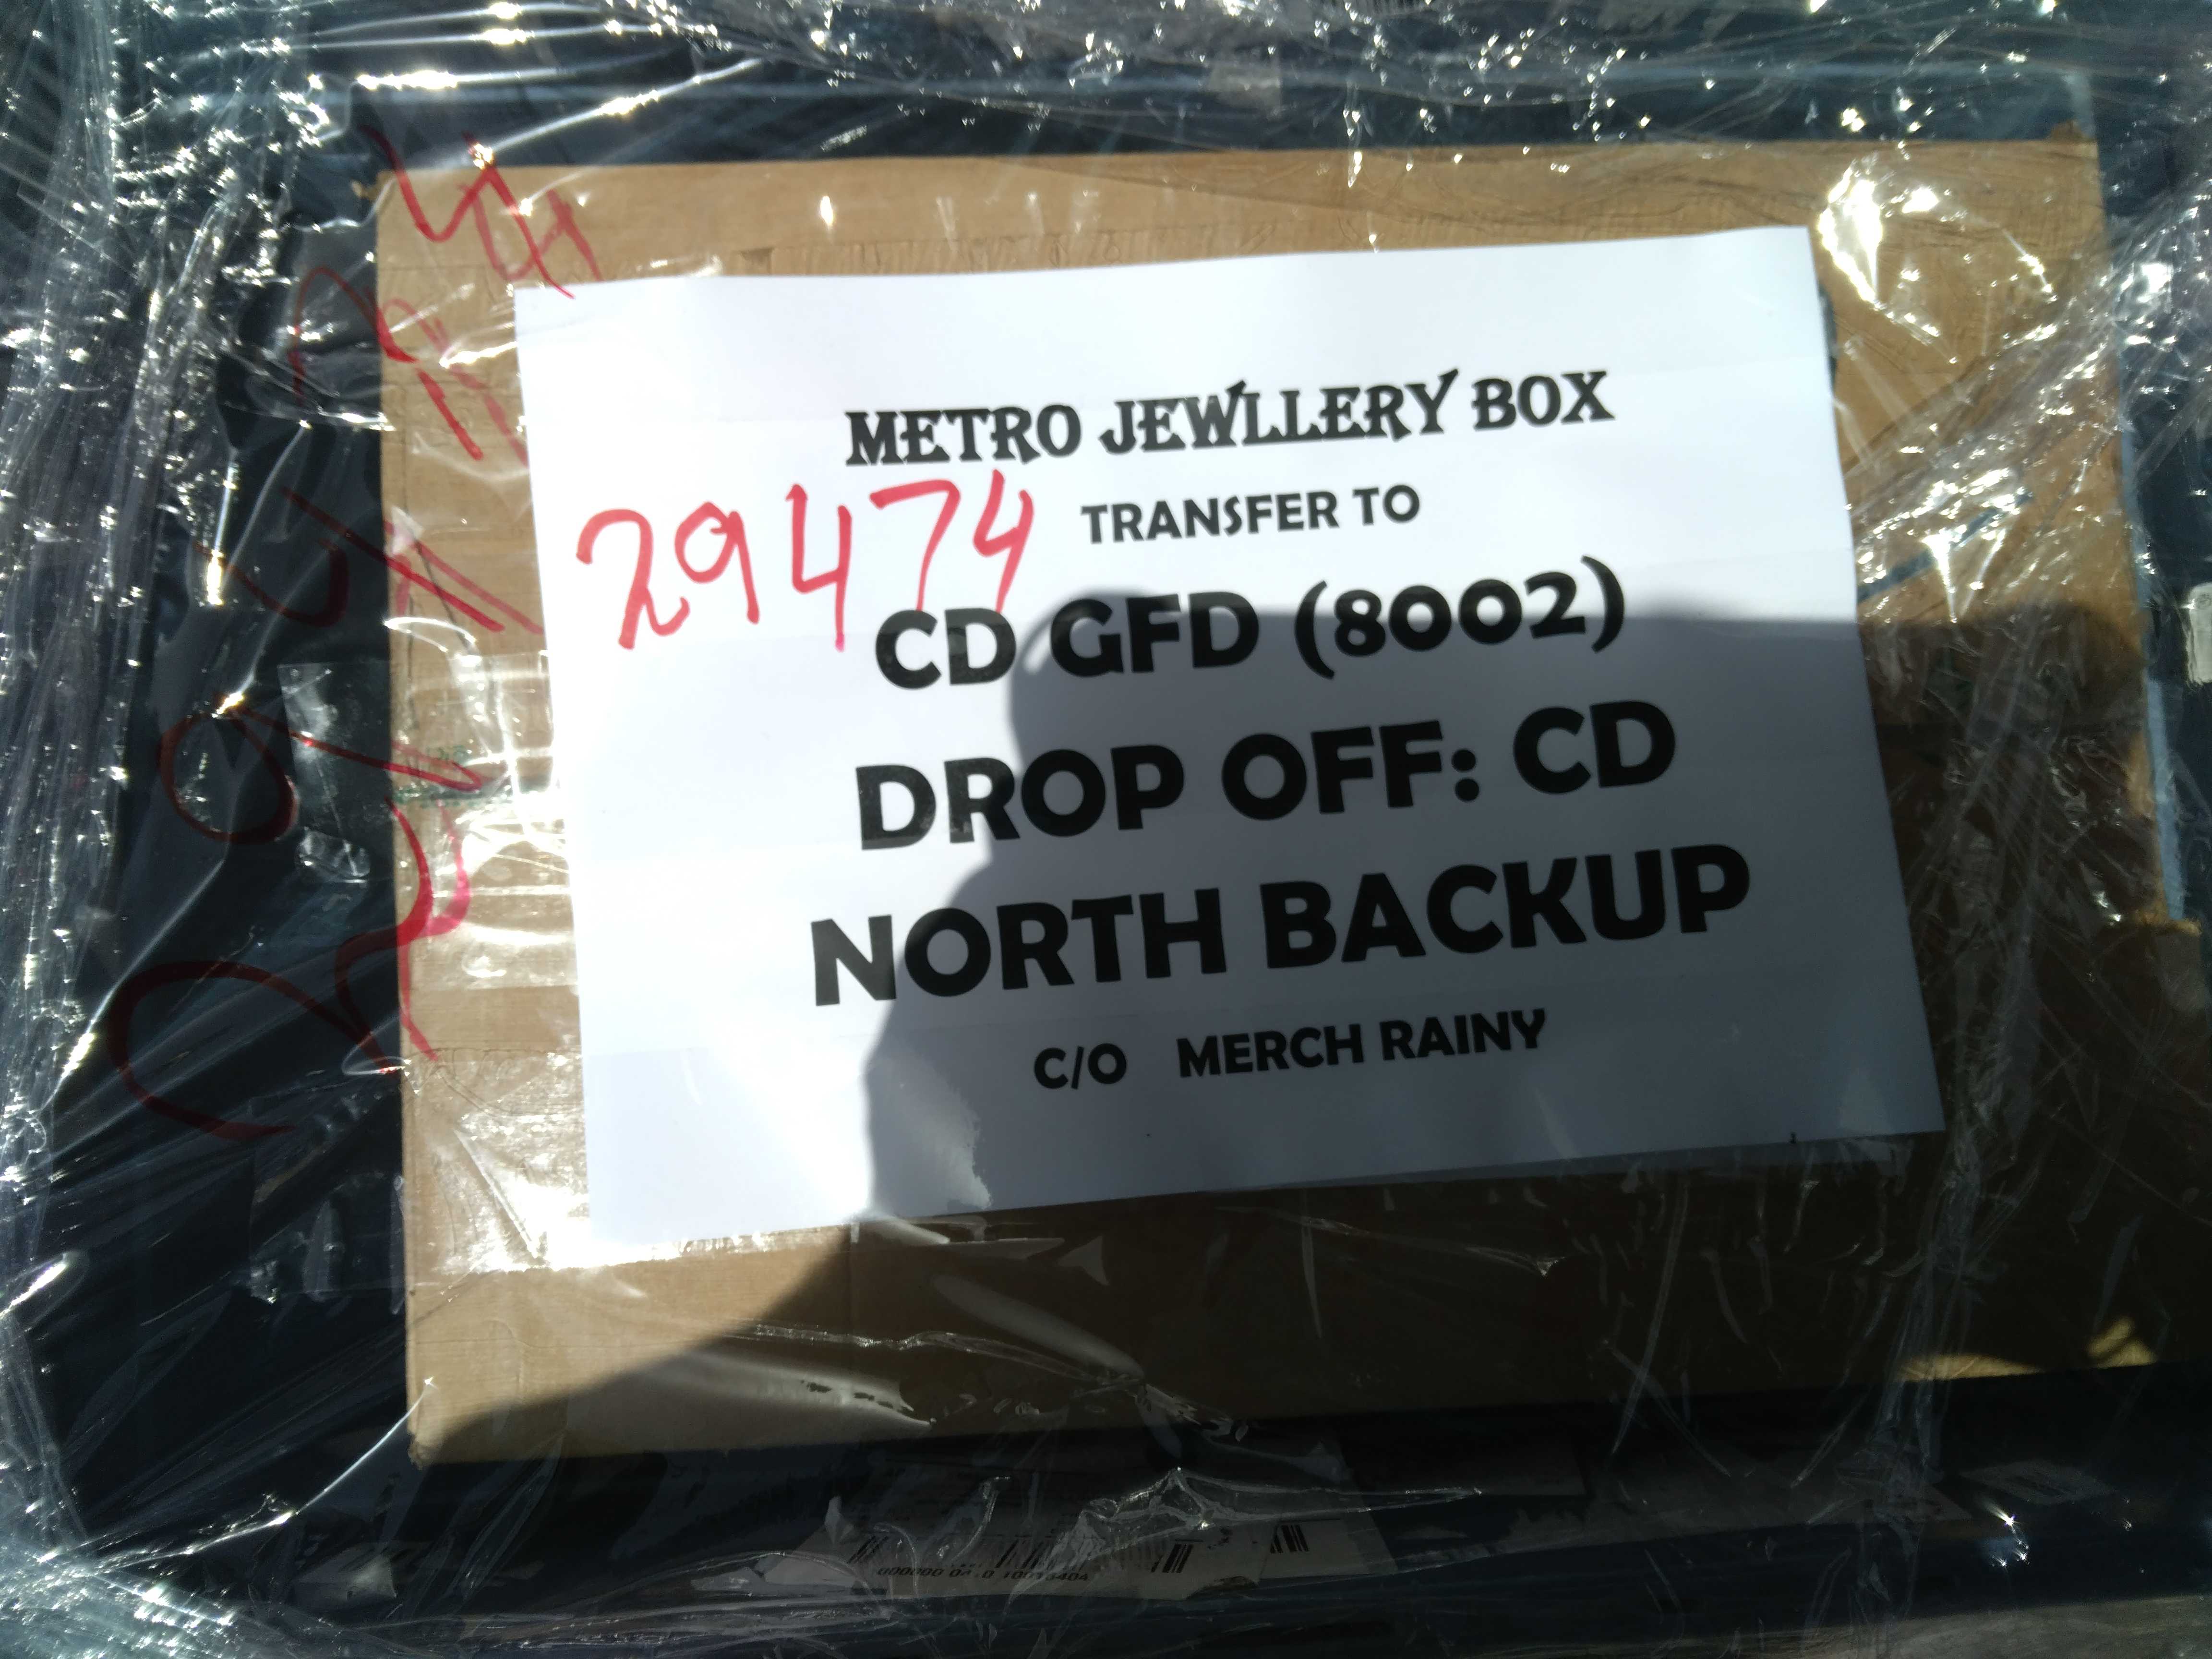 METRO JEWLLERY BOX
29474
TRANSFER TO
CD GFD (8002)
DROP OFF: CD
NORTH BACKUP
C/O MERCH RAINY